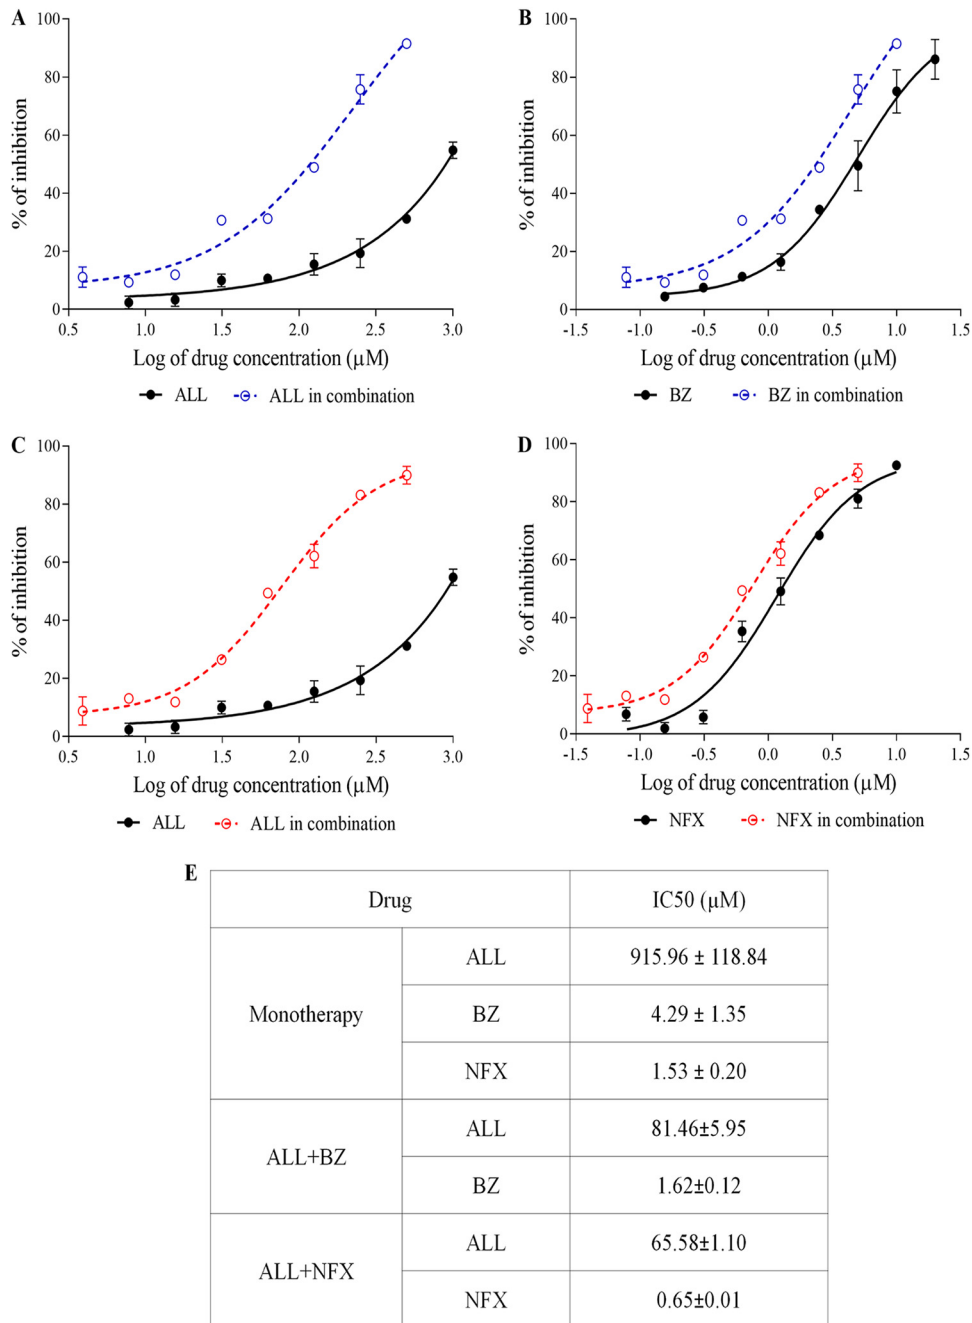 A
100
80
60
40
20
0
% of inhibition
0.5 1.0 1.5 2.0 2.5 3.0
Log of drug concentration (μM)
ALL ALL in combination
B
100
80
60
40
20
0
% of inhibition
-1.5 -1.0 -0.5 0.0 0.5 1.0 1.5
Log of drug concentration (μM)
BZ BZ in combination
C
100
80
60
40
20
0
% of inhibition
0.5 1.0 1.5 2.0 2.5 3.0
Log of drug concentration (μM)
ALL ALL in combination
D
100
80
60
40
20
0
% of inhibition
-1.5 -1.0 -0.5 0.0 0.5 1.0 1.5
Log of drug concentration (μM)
NFX NFX in combination
E
Drug IC50 (μM)
Monotherapy
ALL 915.96 ± 118.84
BZ 4.29 ± 1.35
NFX 1.53 ± 0.20
ALL+BZ
ALL 81.46±5.95
BZ 1.62±0.12
ALL+NFX
ALL 65.58±1.10
NFX 0.65±0.01